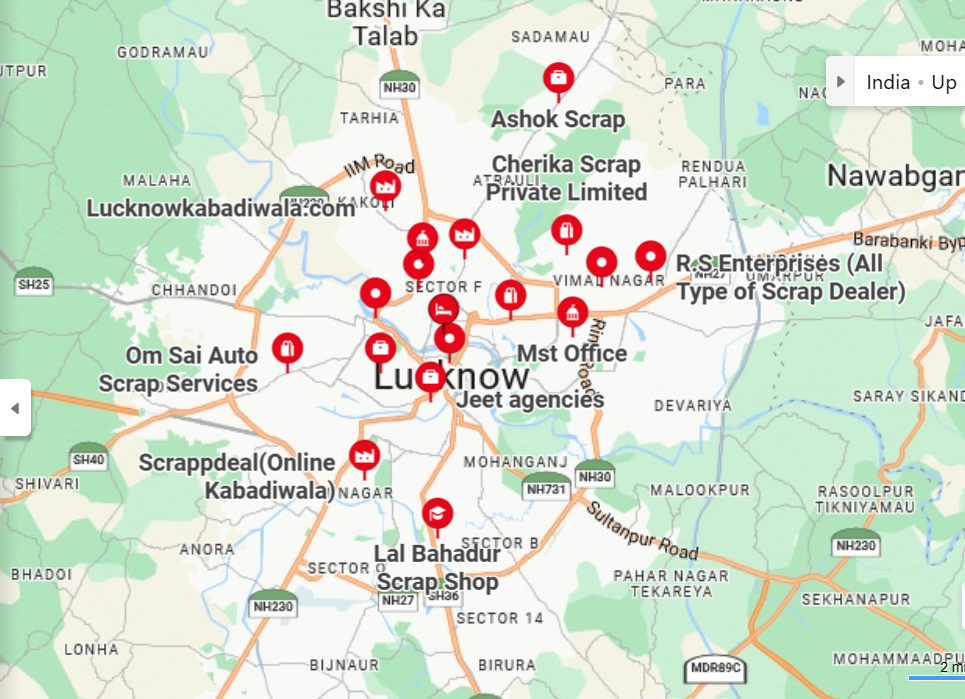 Bakshi Ka
Talab
SADAMAU
GODRAMAU
MOHA
UTPUR
NH30
PARA
India • Up
Ashok Scrap
TARHIA
IIM Road
Cherika Scrap
Private Limited
ATRAULI
RENDUA
PALHARI
MALAHA
Nawabgan
KAKOLI
Lucknowkabadiwala.com
Barabanki Byp
R S Enterprises (All
Type of Scrap Dealer)
NH27
UMARPUR
SH25
CHHANDOI
SECTOR F
VIMAL NAGAR
JAFA
Ring Road
Om Sai Auto
Scrap Services
Mst Office
Lucknow
Jeet agencies
SARAY SIKAND
DEVARIYA
SH40
Scrappdeal(Online
Kabadiwala)
NAGAR
MOHANGANJ
NH30
NH731
SHIVARI
MALOOKPUR
RASOOLPUR
TIKNIYAMAU
Sultanpur Road
NH230
ANORA
SECTOR B
Lal Bahadur
Scrap Shop
SECTOR O
BHADOI
PAHAR NAGAR
TEKAREYA
NH230
NH27
SH36
SEKHANAPUR
SECTOR 14
LONHA
BIJNAUR
BIRURA
MDR89C
MOHAMMAADPU
2 mi